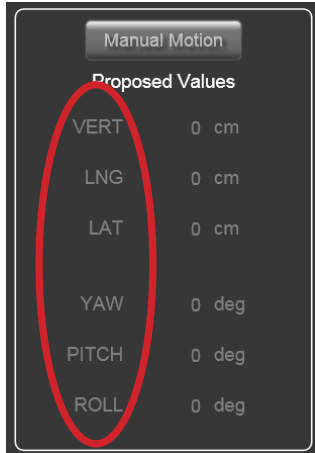 Manual Motion
Proposed Values
VERT 0 cm
LNG 0 cm
LAT 0 cm
YAW 0 deg
PITCH 0 deg
ROLL 0 deg